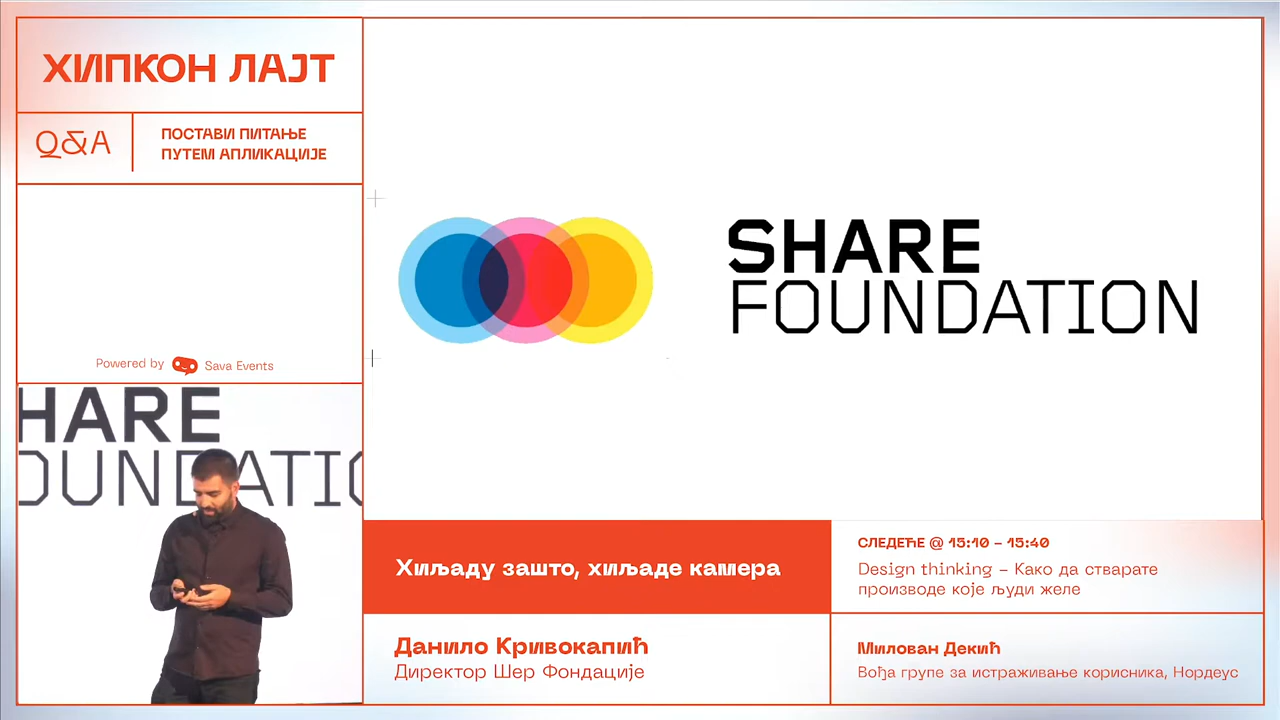 ХИПКОН ЛАЈТ
Q&A
ПОСТАВИ ПИТАЊЕ
ПУТЕМ АПЛИКАЦИЈЕ
Powered by Sava Events
HARE
OUNDATIO
SHARE
FOUNDATION
Хиљаду зашто, хиљаде камера
Данило Кривокапић
Директор Шер Фондације
СЛЕДЕЋЕ @ 15:10 – 15:40
Design thinking – Како да стварате
производе које људи желе
Милован Декић
Вођа групе за истраживање корисника, Нордеус